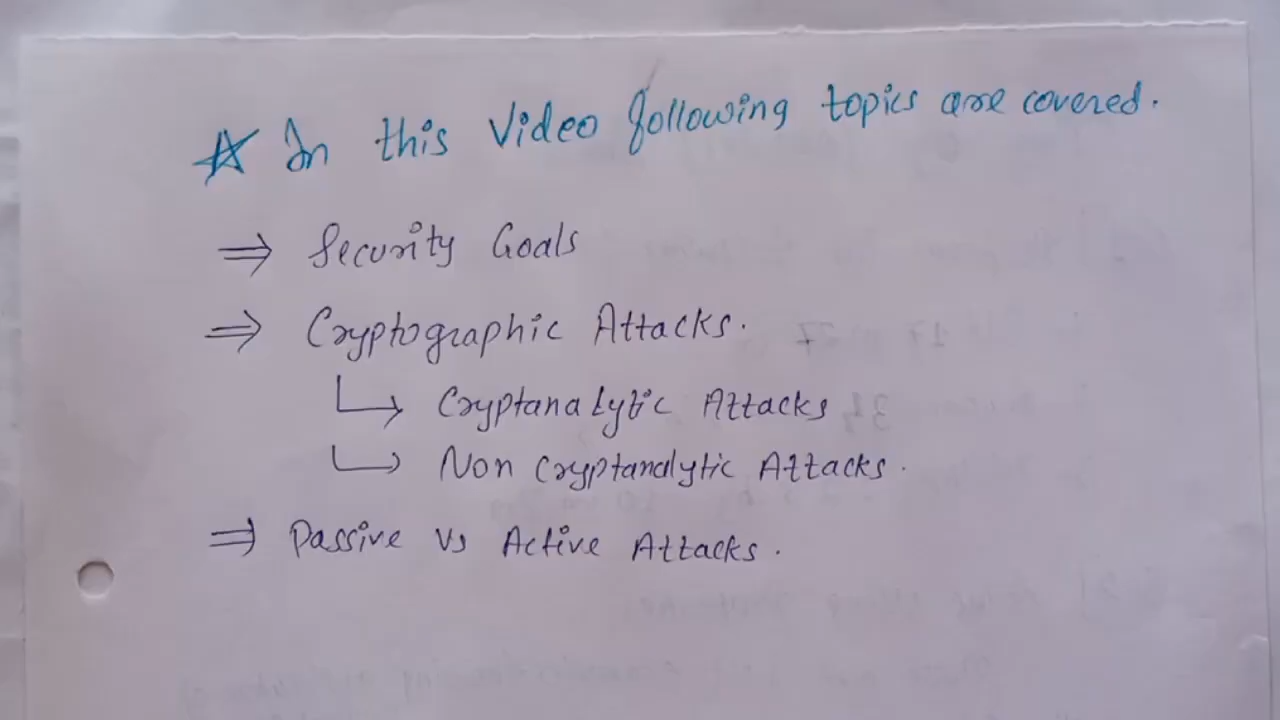 ☆ In this Video following topics are covered.
⇒ Security Goals
⇒ Cryptographic Attacks.
↳ Cryptanalytic Attacks
↳ Non Cryptanalytic Attacks.
⇒ Passive Vs Active Attacks.